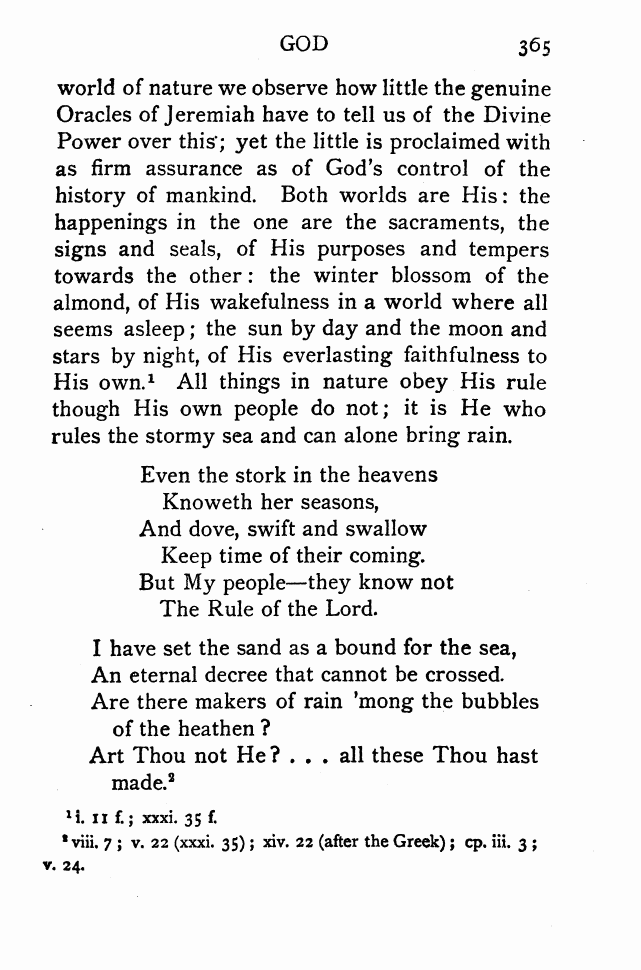 GOD 365
world of nature we observe how little the genuine
Oracles of Jeremiah have to tell us of the Divine
Power over this; yet the little is proclaimed with
as firm assurance as of God's control of the
history of mankind. Both worlds are His: the
happenings in the one are the sacraments, the
signs and seals, of His purposes and tempers
towards the other: the winter blossom of the
almond, of His wakefulness in a world where all
seems asleep; the sun by day and the moon and
stars by night, of His everlasting faithfulness to
His own.¹ All things in nature obey His rule
though His own people do not; it is He who
rules the stormy sea and can alone bring rain.
Even the stork in the heavens
Knoweth her seasons,
And dove, swift and swallow
Keep time of their coming.
But My people—they know not
The Rule of the Lord.
I have set the sand as a bound for the sea,
An eternal decree that cannot be crossed.
Are there makers of rain 'mong the bubbles
of the heathen?
Art Thou not He? . . . all these Thou hast
made.²
¹ i. 11 f.; xxxi. 35 f.
² viii. 7; v. 22 (xxxi. 35); xiv. 22 (after the Greek); cp. iii. 3;
v. 24.